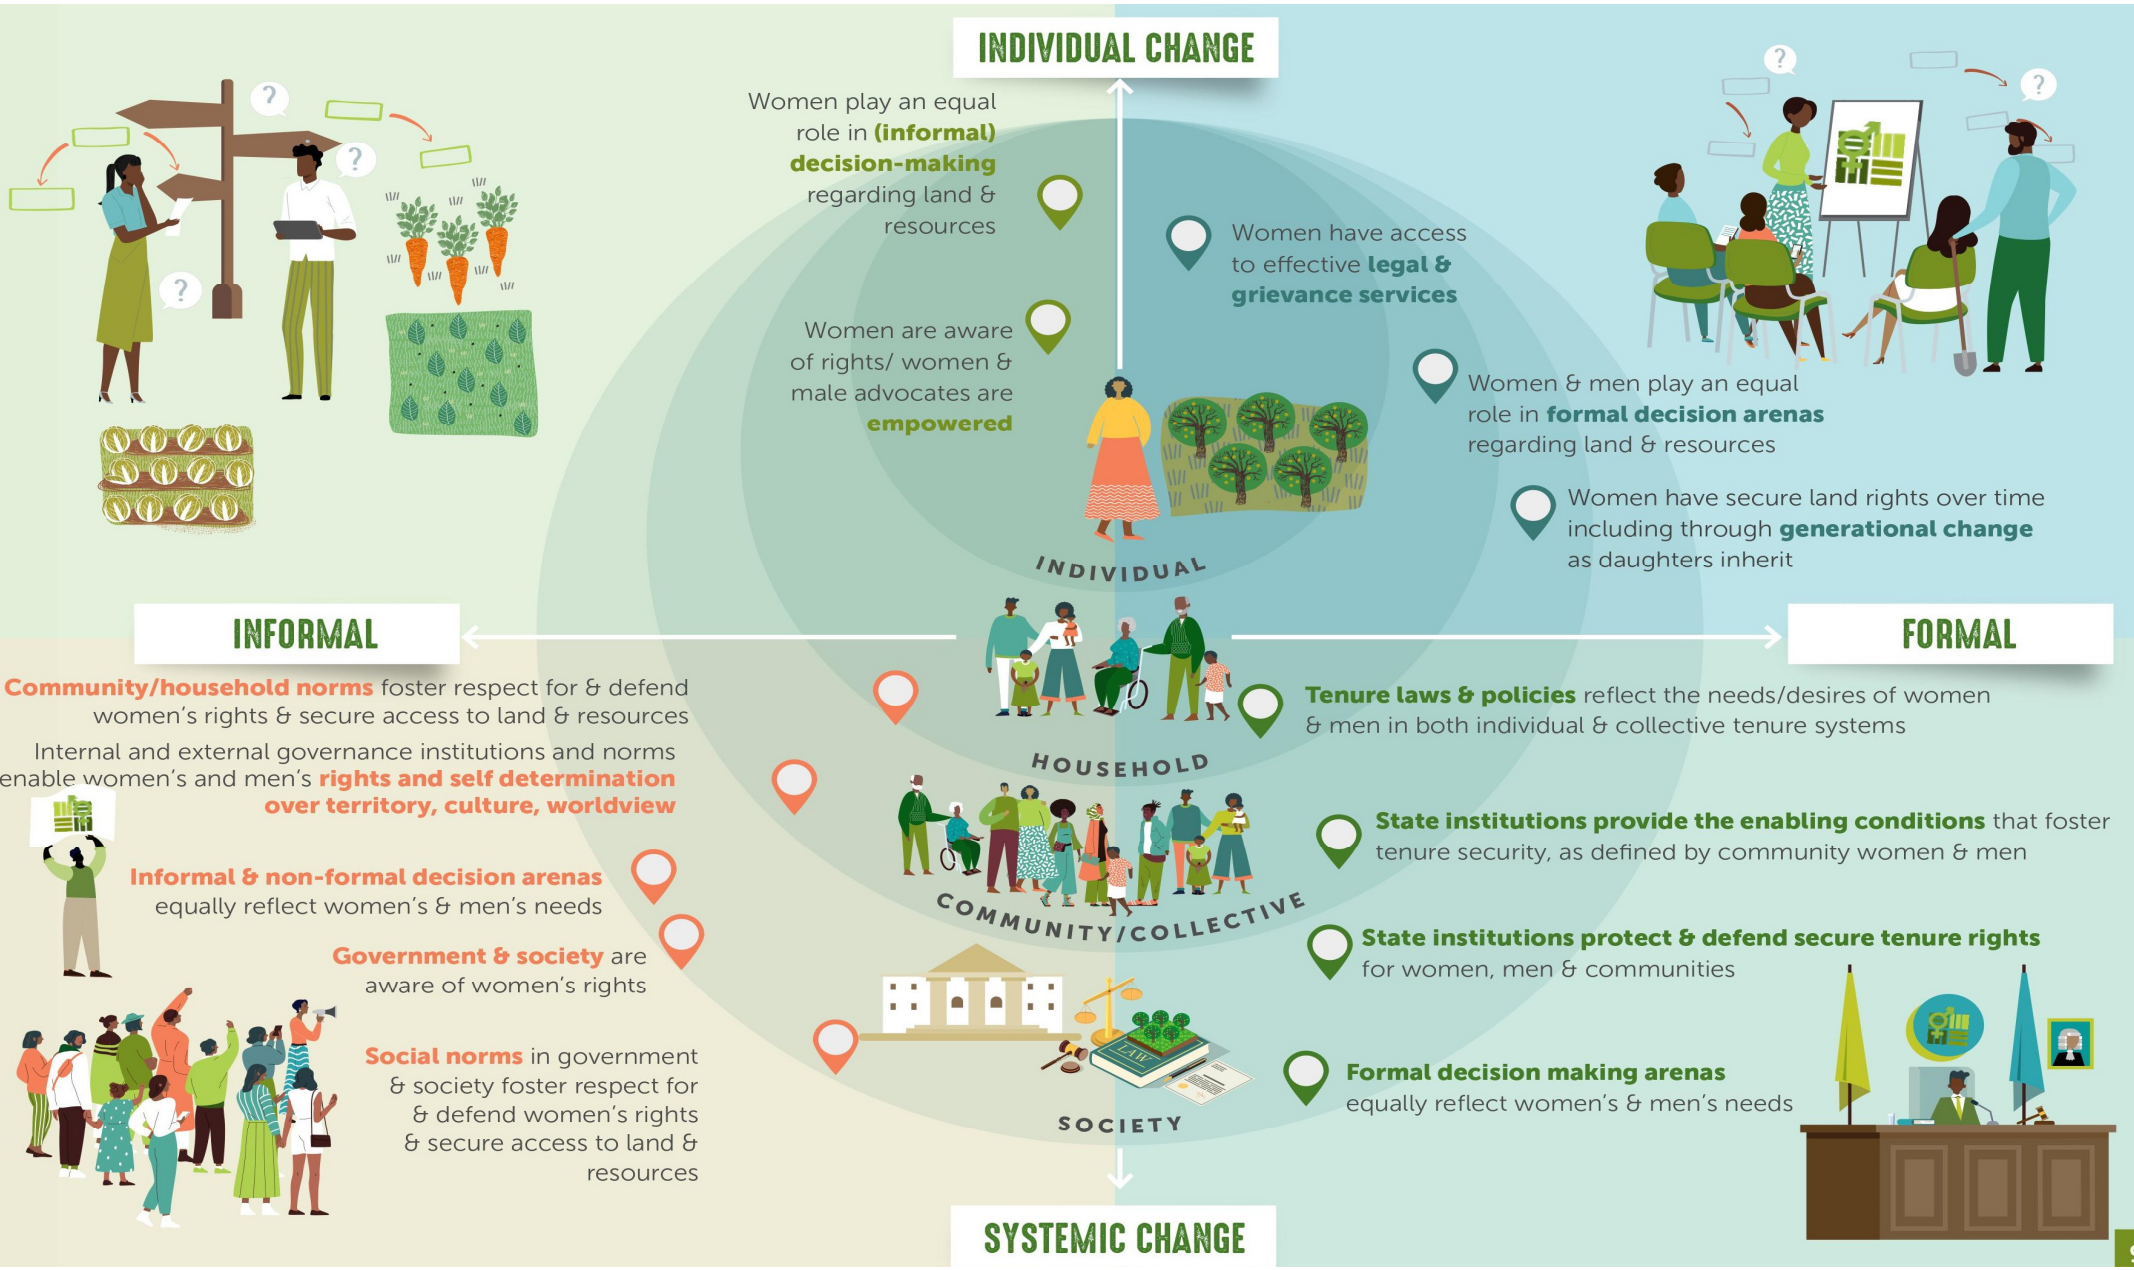 INDIVIDUAL CHANGE
Women play an equal
role in (informal)
decision-making
regarding land &
resources
Women are aware
of rights/ women &
male advocates are
empowered
Women have access
to effective legal &
grievance services
Women & men play an equal
role in formal decision arenas
regarding land & resources
Women have secure land rights over time
including through generational change
as daughters inherit
INDIVIDUAL
INFORMAL
FORMAL
Community/household norms foster respect for & defend
women's rights & secure access to land & resources
Internal and external governance institutions and norms
enable women's and men's rights and self determination
over territory, culture, worldview
Informal & non-formal decision arenas
equally reflect women's & men's needs
Government & society are
aware of women's rights
Social norms in government
& society foster respect for
& defend women's rights
& secure access to land &
resources
HOUSEHOLD
COMMUNITY/COLLECTIVE
LAW
SOCIETY
Tenure laws & policies reflect the needs/desires of women
& men in both individual & collective tenure systems
State institutions provide the enabling conditions that foster
tenure security, as defined by community women & men
State institutions protect & defend secure tenure rights
for women, men & communities
Formal decision making arenas
equally reflect women's & men's needs
SYSTEMIC CHANGE